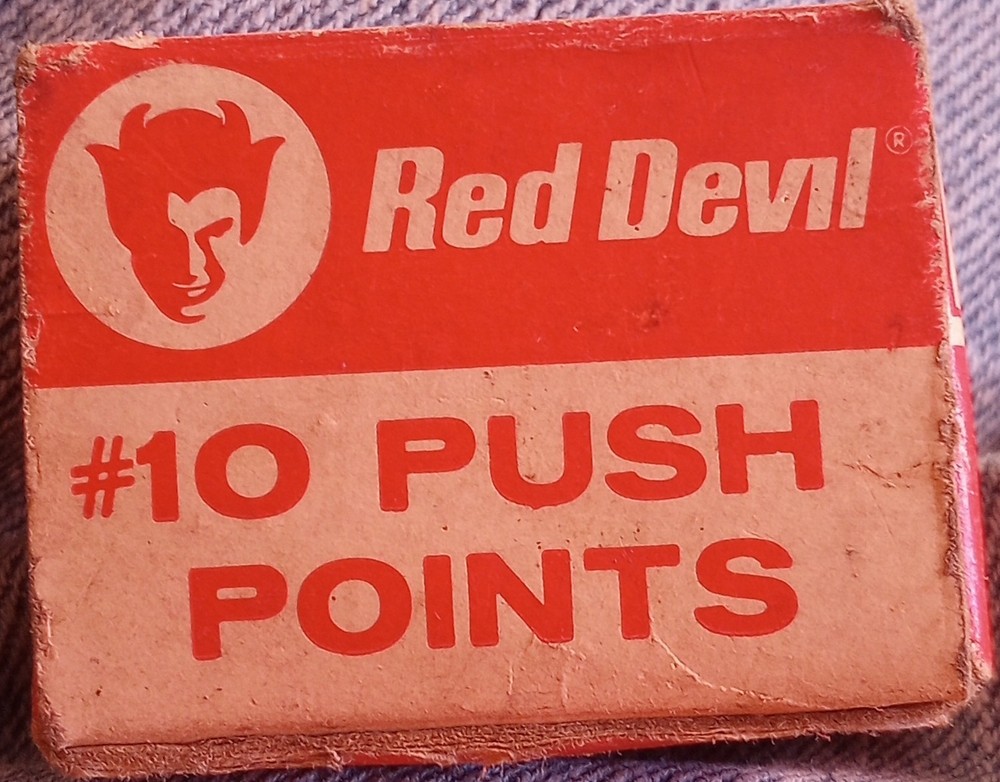 Red Devil®
#10 PUSH
POINTS